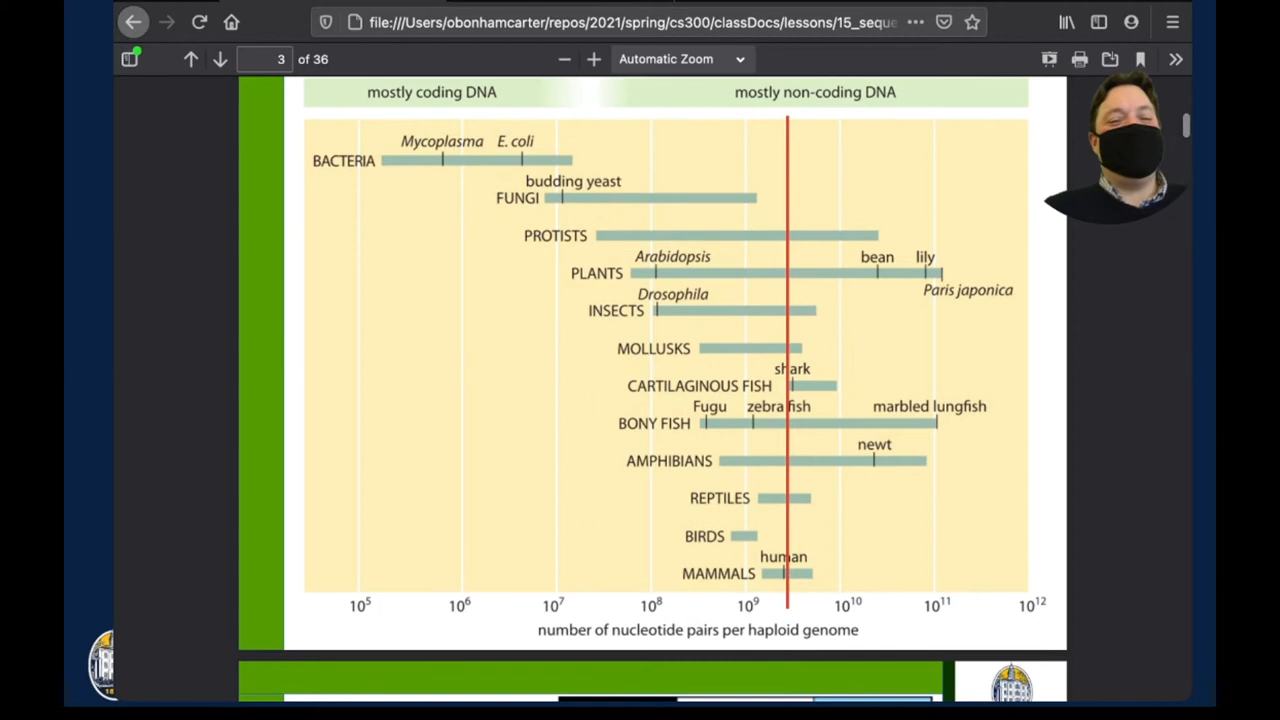 file:///Users/obonhamcarter/repos/2021/spring/cs300/classDocs/lessons/15_seque
3 of 36
Automatic Zoom
mostly coding DNA mostly non-coding DNA
Mycoplasma E. coli
BACTERIA
budding yeast
FUNGI
PROTISTS
Arabidopsis bean lily
PLANTS
Paris japonica
Drosophila
INSECTS
MOLLUSKS
shark
CARTILAGINOUS FISH
Fugu zebra fish marbled lungfish
BONY FISH
newt
AMPHIBIANS
REPTILES
BIRDS
human
MAMMALS
10⁵ 10⁶ 10⁷ 10⁸ 10⁹ 10¹⁰ 10¹¹ 10¹²
number of nucleotide pairs per haploid genome
18